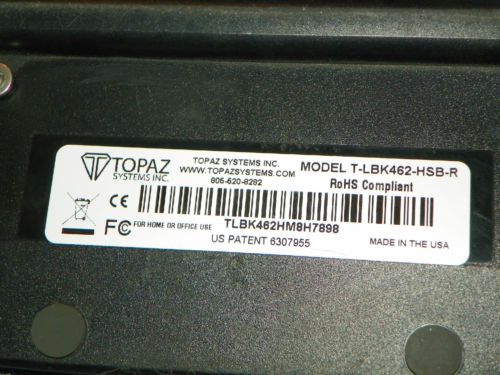 TOPAZ
SYSTEMS INC.
TOPAZ SYSTEMS INC.
WWW.TOPAZSYSTEMS.COM
805-520-8282
MODEL T-LBK462-HSB-R
RoHS Compliant
CE
FC FOR HOME OR OFFICE USE
TLBK462HM8H7898
US PATENT 6307955
MADE IN THE USA